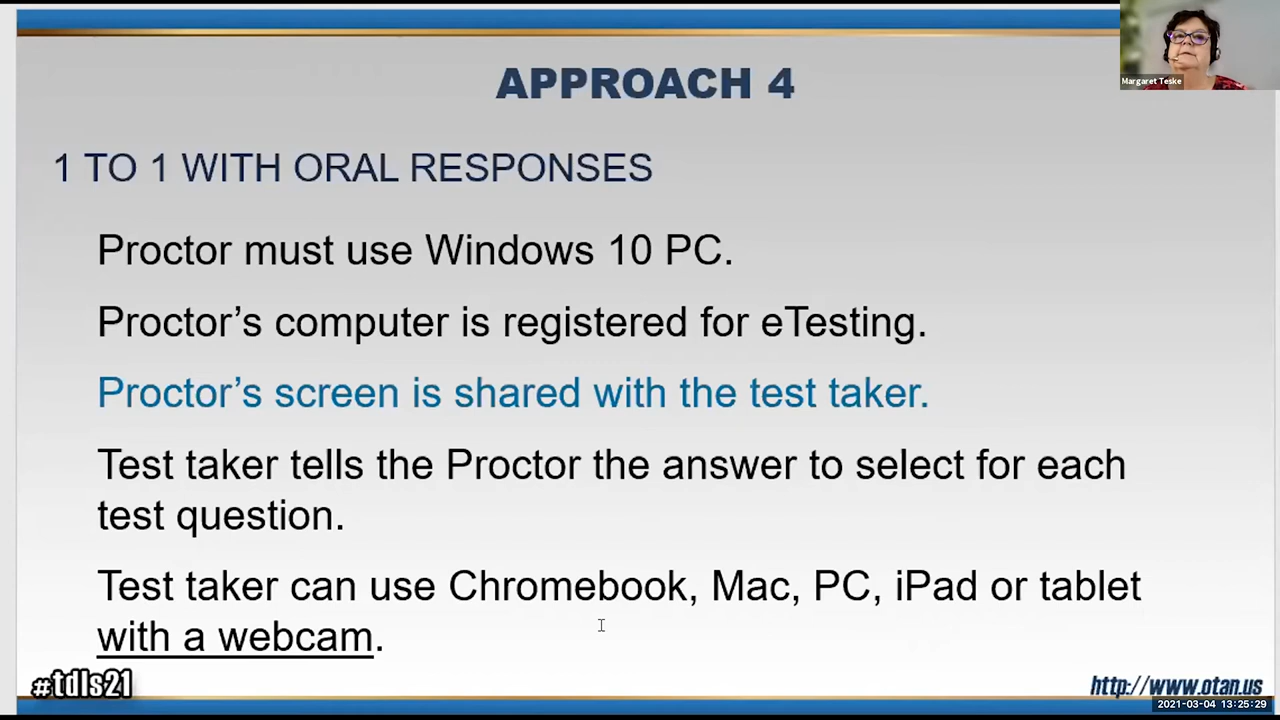 APPROACH 4
Margaret Teske
1 TO 1 WITH ORAL RESPONSES
Proctor must use Windows 10 PC.
Proctor’s computer is registered for eTesting.
Proctor’s screen is shared with the test taker.
Test taker tells the Proctor the answer to select for each
test question.
Test taker can use Chromebook, Mac, PC, iPad or tablet
with a webcam.
#tdls21
http://www.otan.us
2021-03-04 13:25:29